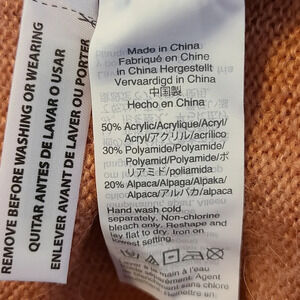 REMOVE BEFORE WASHING OR WEARING
QUITAR ANTES DE LAVAR O USAR
ENLEVER AVANT DE LAVER OU PORTER
Made in China
Fabriqué en Chine
in China Hergestellt
Vervaardigd in China
中国製
Hecho en China
50% Acrylic/Acrylique/Acryl/
Acryl/アクリル/acrílico
30% Polyamide/Polyamide/
Polyamid/Polyamide/ポ
リアミド/poliamida
20% Alpaca/Alpaga/Alpaka/
Alpaca/アルパカ/alpaca
Hand wash cold
separately. Non-chlorine
bleach only. Reshape and
lay flat to dry. Iron on
lowest setting.